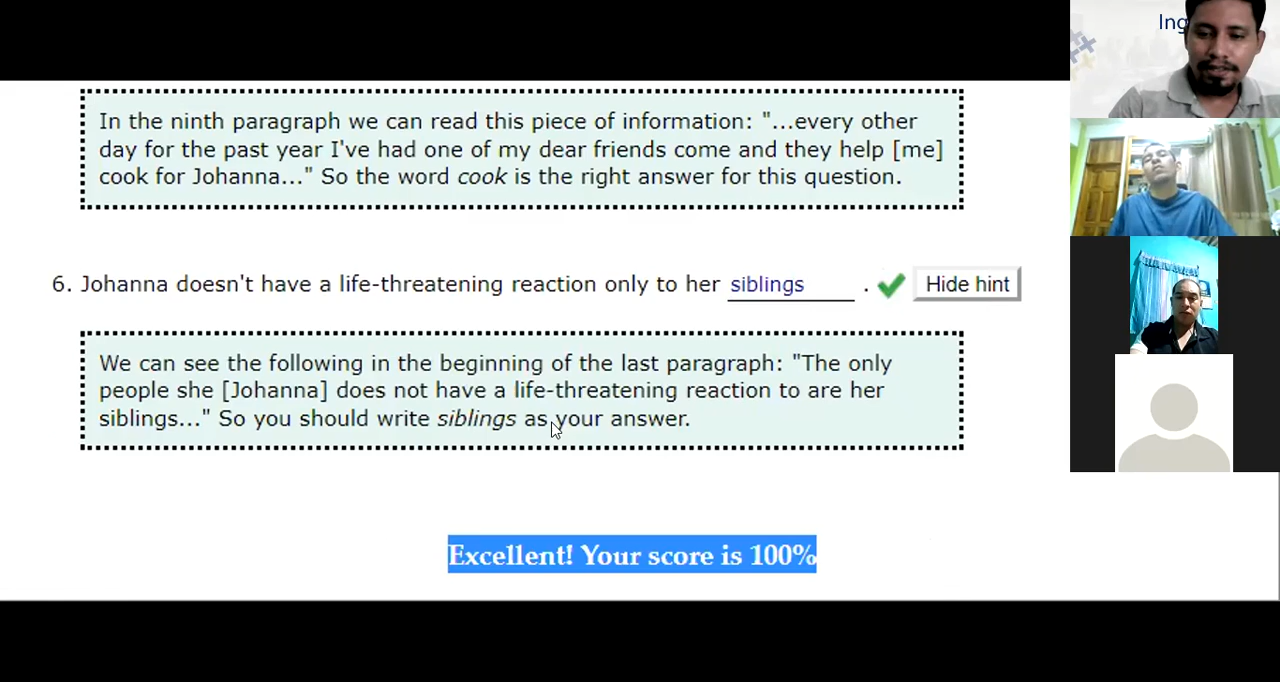 Ing
In the ninth paragraph we can read this piece of information: "...every other
day for the past year I've had one of my dear friends come and they help [me]
cook for Johanna..." So the word cook is the right answer for this question.
6. Johanna doesn't have a life-threatening reaction only to her siblings . Hide hint
We can see the following in the beginning of the last paragraph: "The only
people she [Johanna] does not have a life-threatening reaction to are her
siblings..." So you should write siblings as your answer.
Excellent! Your score is 100%